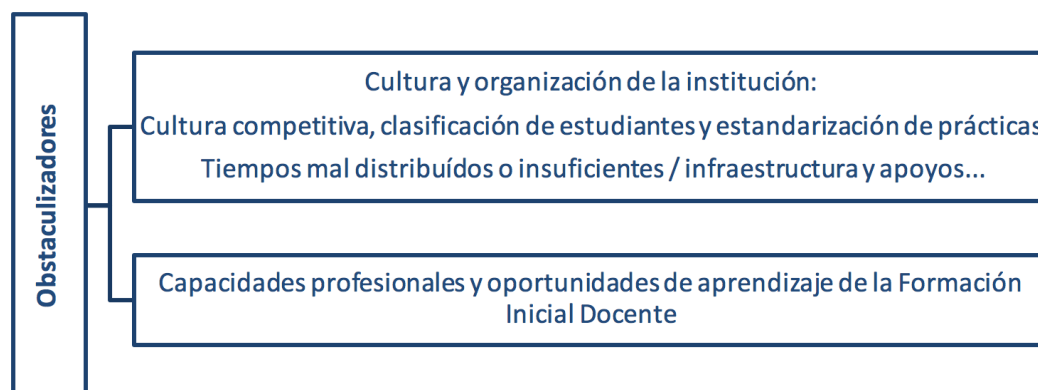 Obstaculizadores
Cultura y organización de la institución:
Cultura competitiva, clasificación de estudiantes y estandarización de prácticas
Tiempos mal distribuídos o insuficientes / infraestructura y apoyos...
Capacidades profesionales y oportunidades de aprendizaje de la Formación
Inicial Docente